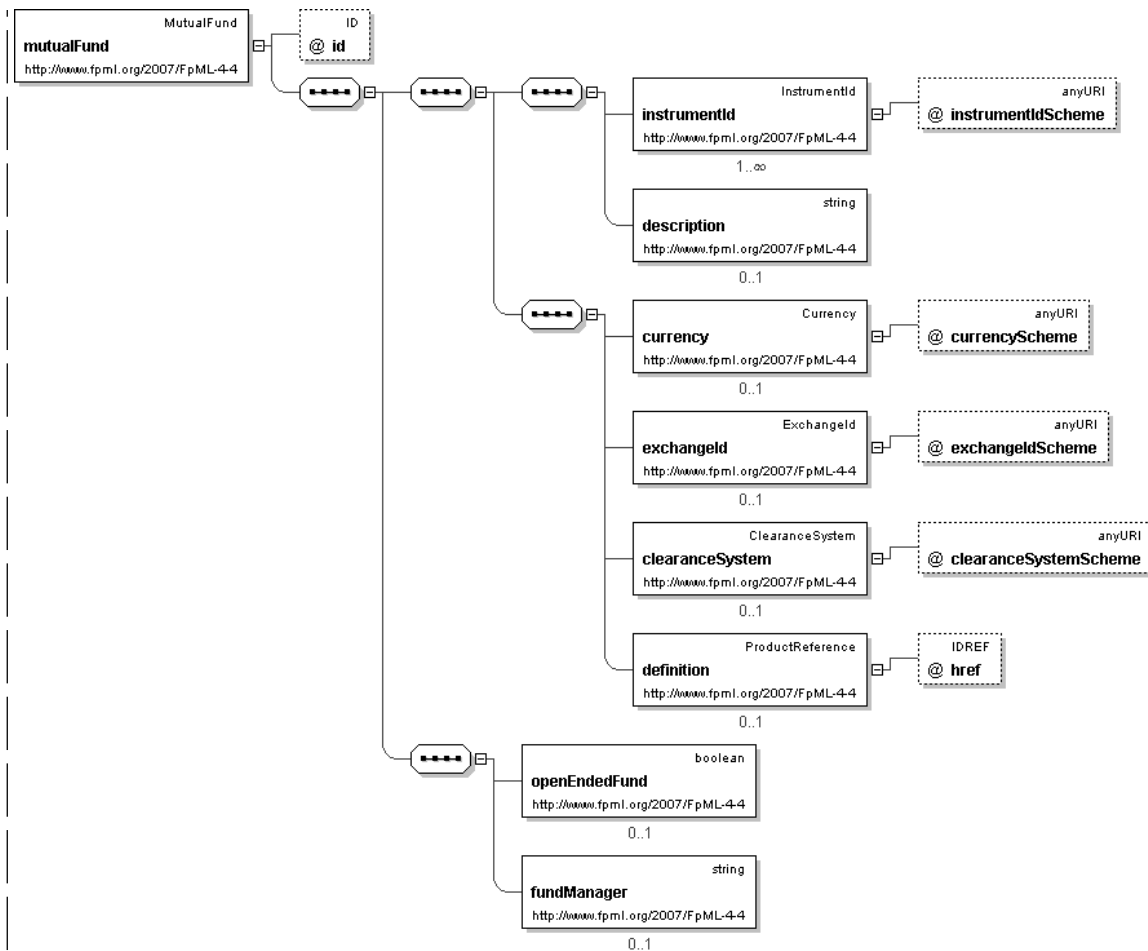 MutualFund
mutualFund
http://www.fpml.org/2007/FpML-4-4
ID
@ id
InstrumentId
instrumentId
http://www.fpml.org/2007/FpML-4-4
1..∞
anyURI
@ instrumentIdScheme
string
description
http://www.fpml.org/2007/FpML-4-4
0..1
Currency
currency
http://www.fpml.org/2007/FpML-4-4
0..1
anyURI
@ currencyScheme
ExchangeId
exchangeId
http://www.fpml.org/2007/FpML-4-4
0..1
anyURI
@ exchangeIdScheme
ClearanceSystem
clearanceSystem
http://www.fpml.org/2007/FpML-4-4
0..1
anyURI
@ clearanceSystemScheme
ProductReference
definition
http://www.fpml.org/2007/FpML-4-4
0..1
IDREF
@ href
boolean
openEndedFund
http://www.fpml.org/2007/FpML-4-4
0..1
string
fundManager
http://www.fpml.org/2007/FpML-4-4
0..1